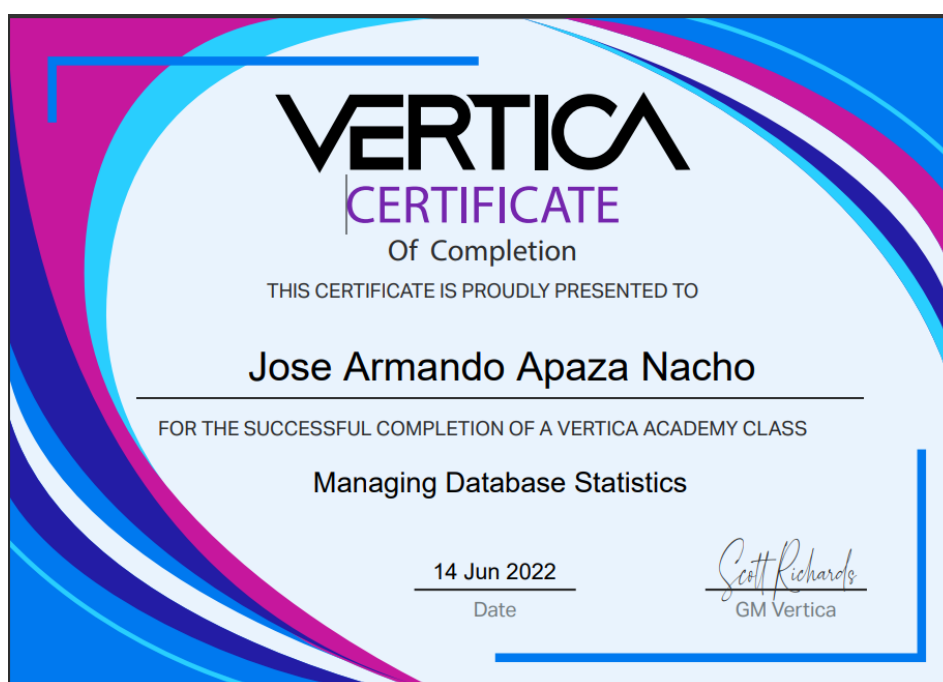 VERTICA
CERTIFICATE
Of Completion
THIS CERTIFICATE IS PROUDLY PRESENTED TO
Jose Armando Apaza Nacho
FOR THE SUCCESSFUL COMPLETION OF A VERTICA ACADEMY CLASS
Managing Database Statistics
14 Jun 2022
Date
Scott Richards
GM Vertica